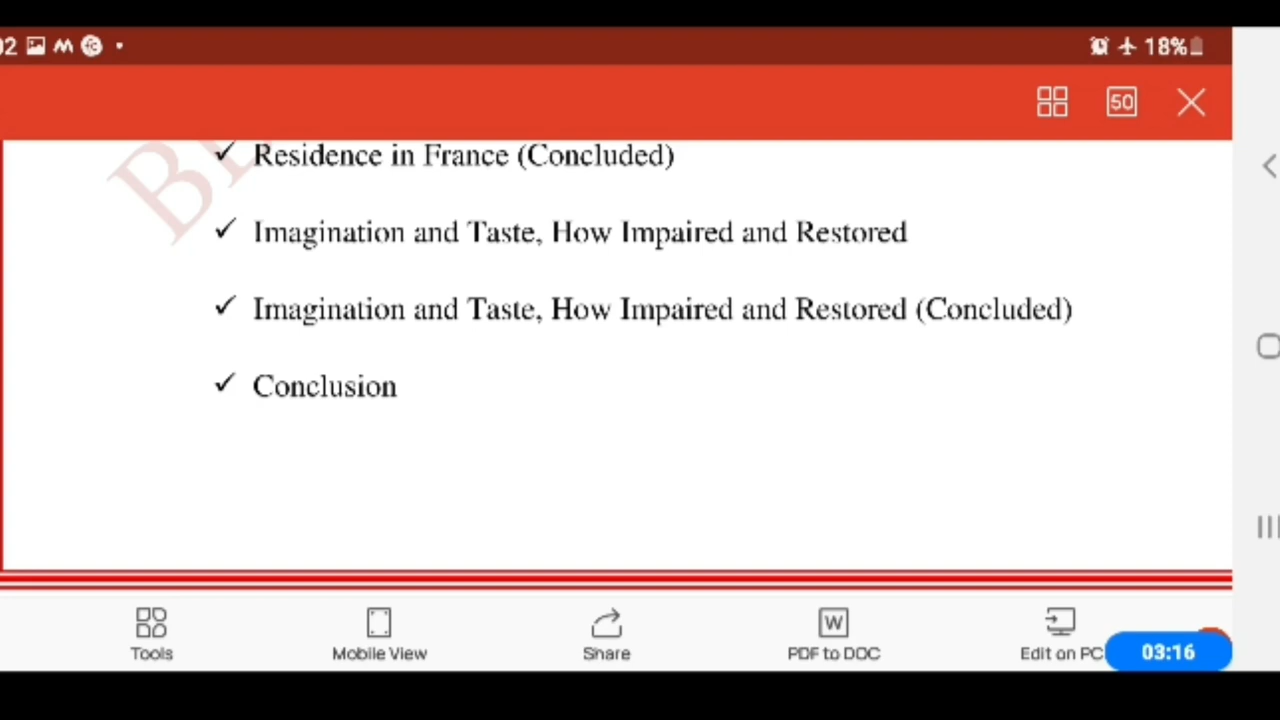 02 18%
50
✓ Residence in France (Concluded)
✓ Imagination and Taste, How Impaired and Restored
✓ Imagination and Taste, How Impaired and Restored (Concluded)
✓ Conclusion
Tools Mobile View Share PDF to DOC Edit on PC 03:16